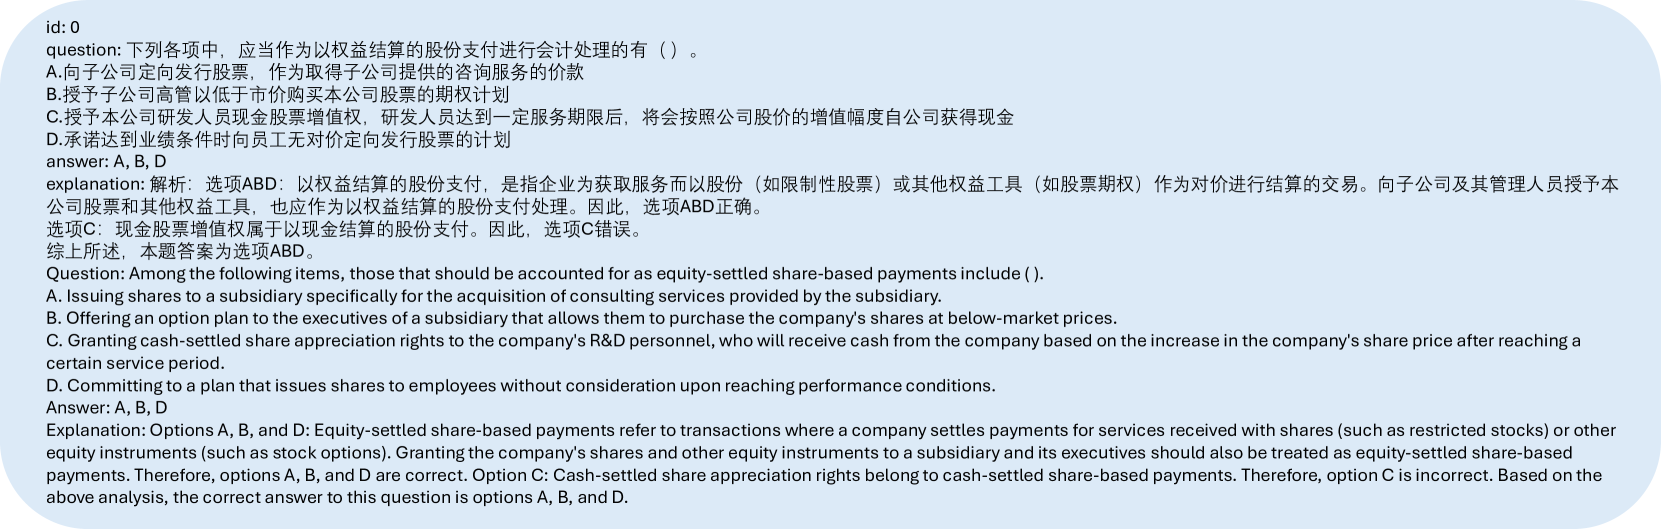 id: 0
question: 下列各项中，应当作为以权益结算的股份支付进行会计处理的有（ ）。
A.向子公司定向发行股票，作为取得子公司提供的咨询服务的价款
B.授予子公司高管以低于市价购买本公司股票的期权计划
C.授予本公司研发人员现金股票增值权，研发人员达到一定服务期限后，将会按照公司股价的增值幅度自公司获得现金
D.承诺达到业绩条件时向员工无对价定向发行股票的计划
answer: A, B, D
explanation: 解析：选项ABD：以权益结算的股份支付，是指企业为获取服务而以股份（如限制性股票）或其他权益工具（如股票期权）作为对价进行结算的交易。向子公司及其管理人员授予本
公司股票和其他权益工具，也应作为以权益结算的股份支付处理。因此，选项ABD正确。
选项C：现金股票增值权属于以现金结算的股份支付。因此，选项C错误。
综上所述，本题答案为选项ABD。
Question: Among the following items, those that should be accounted for as equity-settled share-based payments include ( ).
A. Issuing shares to a subsidiary specifically for the acquisition of consulting services provided by the subsidiary.
B. Offering an option plan to the executives of a subsidiary that allows them to purchase the company's shares at below-market prices.
C. Granting cash-settled share appreciation rights to the company's R&D personnel, who will receive cash from the company based on the increase in the company's share price after reaching a
certain service period.
D. Committing to a plan that issues shares to employees without consideration upon reaching performance conditions.
Answer: A, B, D
Explanation: Options A, B, and D: Equity-settled share-based payments refer to transactions where a company settles payments for services received with shares (such as restricted stocks) or other
equity instruments (such as stock options). Granting the company's shares and other equity instruments to a subsidiary and its executives should also be treated as equity-settled share-based
payments. Therefore, options A, B, and D are correct. Option C: Cash-settled share appreciation rights belong to cash-settled share-based payments. Therefore, option C is incorrect. Based on the
above analysis, the correct answer to this question is options A, B, and D.